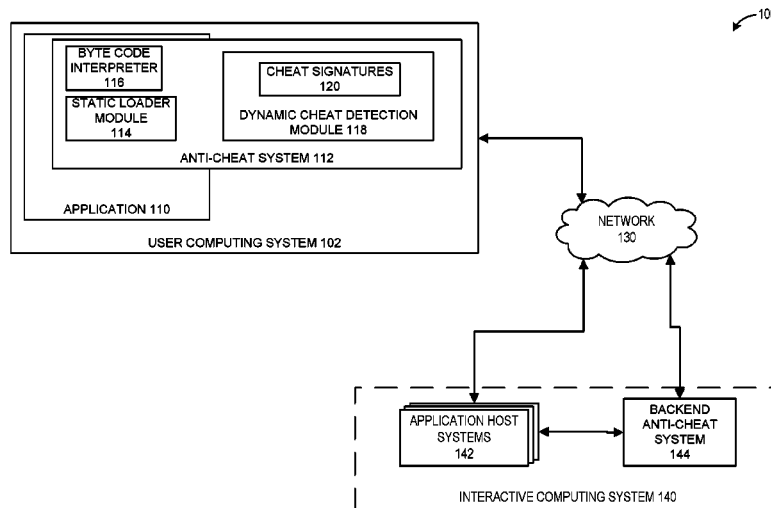 10
BYTE CODE
INTERPRETER
116
STATIC LOADER
MODULE
114
CHEAT SIGNATURES
120
DYNAMIC CHEAT DETECTION
MODULE 118
ANTI-CHEAT SYSTEM 112
APPLICATION 110
USER COMPUTING SYSTEM 102
NETWORK
130
APPLICATION HOST
SYSTEMS
142
BACKEND
ANTI-CHEAT
SYSTEM
144
INTERACTIVE COMPUTING SYSTEM 140